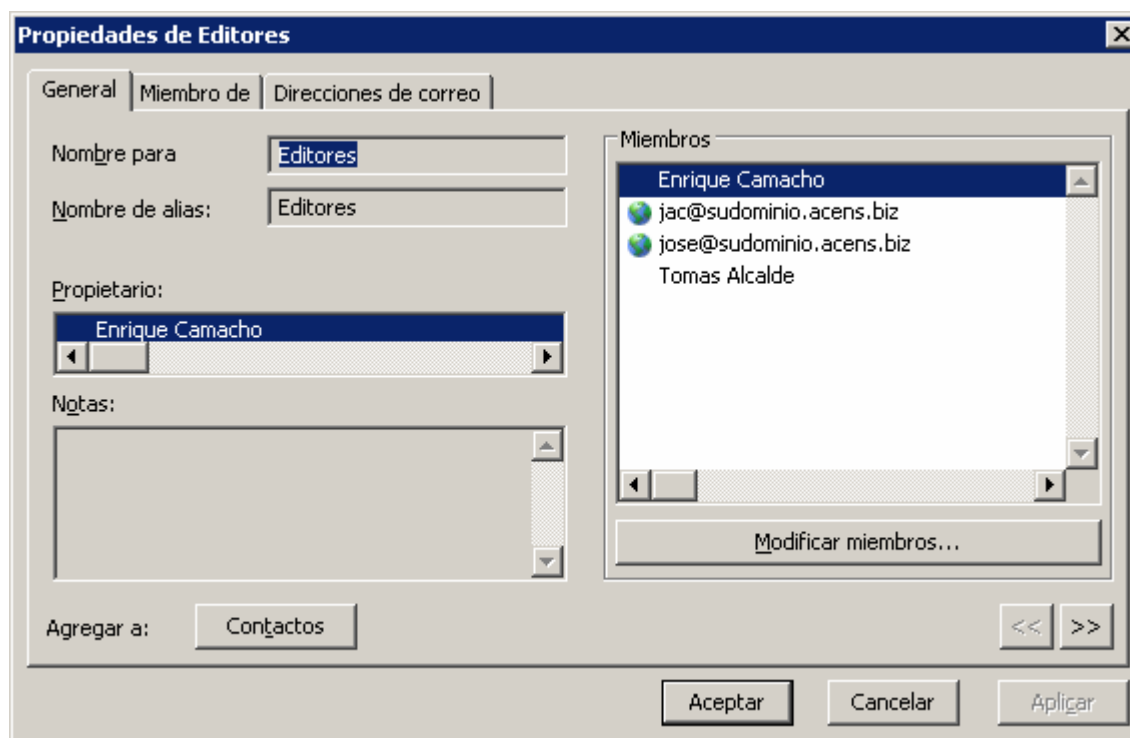 Propiedades de Editores
General
Miembro de
Direcciones de correo
Nombre para
Editores
Nombre de alias:
Editores
Propietario:
Enrique Camacho
Notas:
Miembros
Enrique Camacho
jac@sudominio.acens.biz
jose@sudominio.acens.biz
Tomas Alcalde
Modificar miembros...
Agregar a:
Contactos
<<
>>
Aceptar
Cancelar
Aplicar